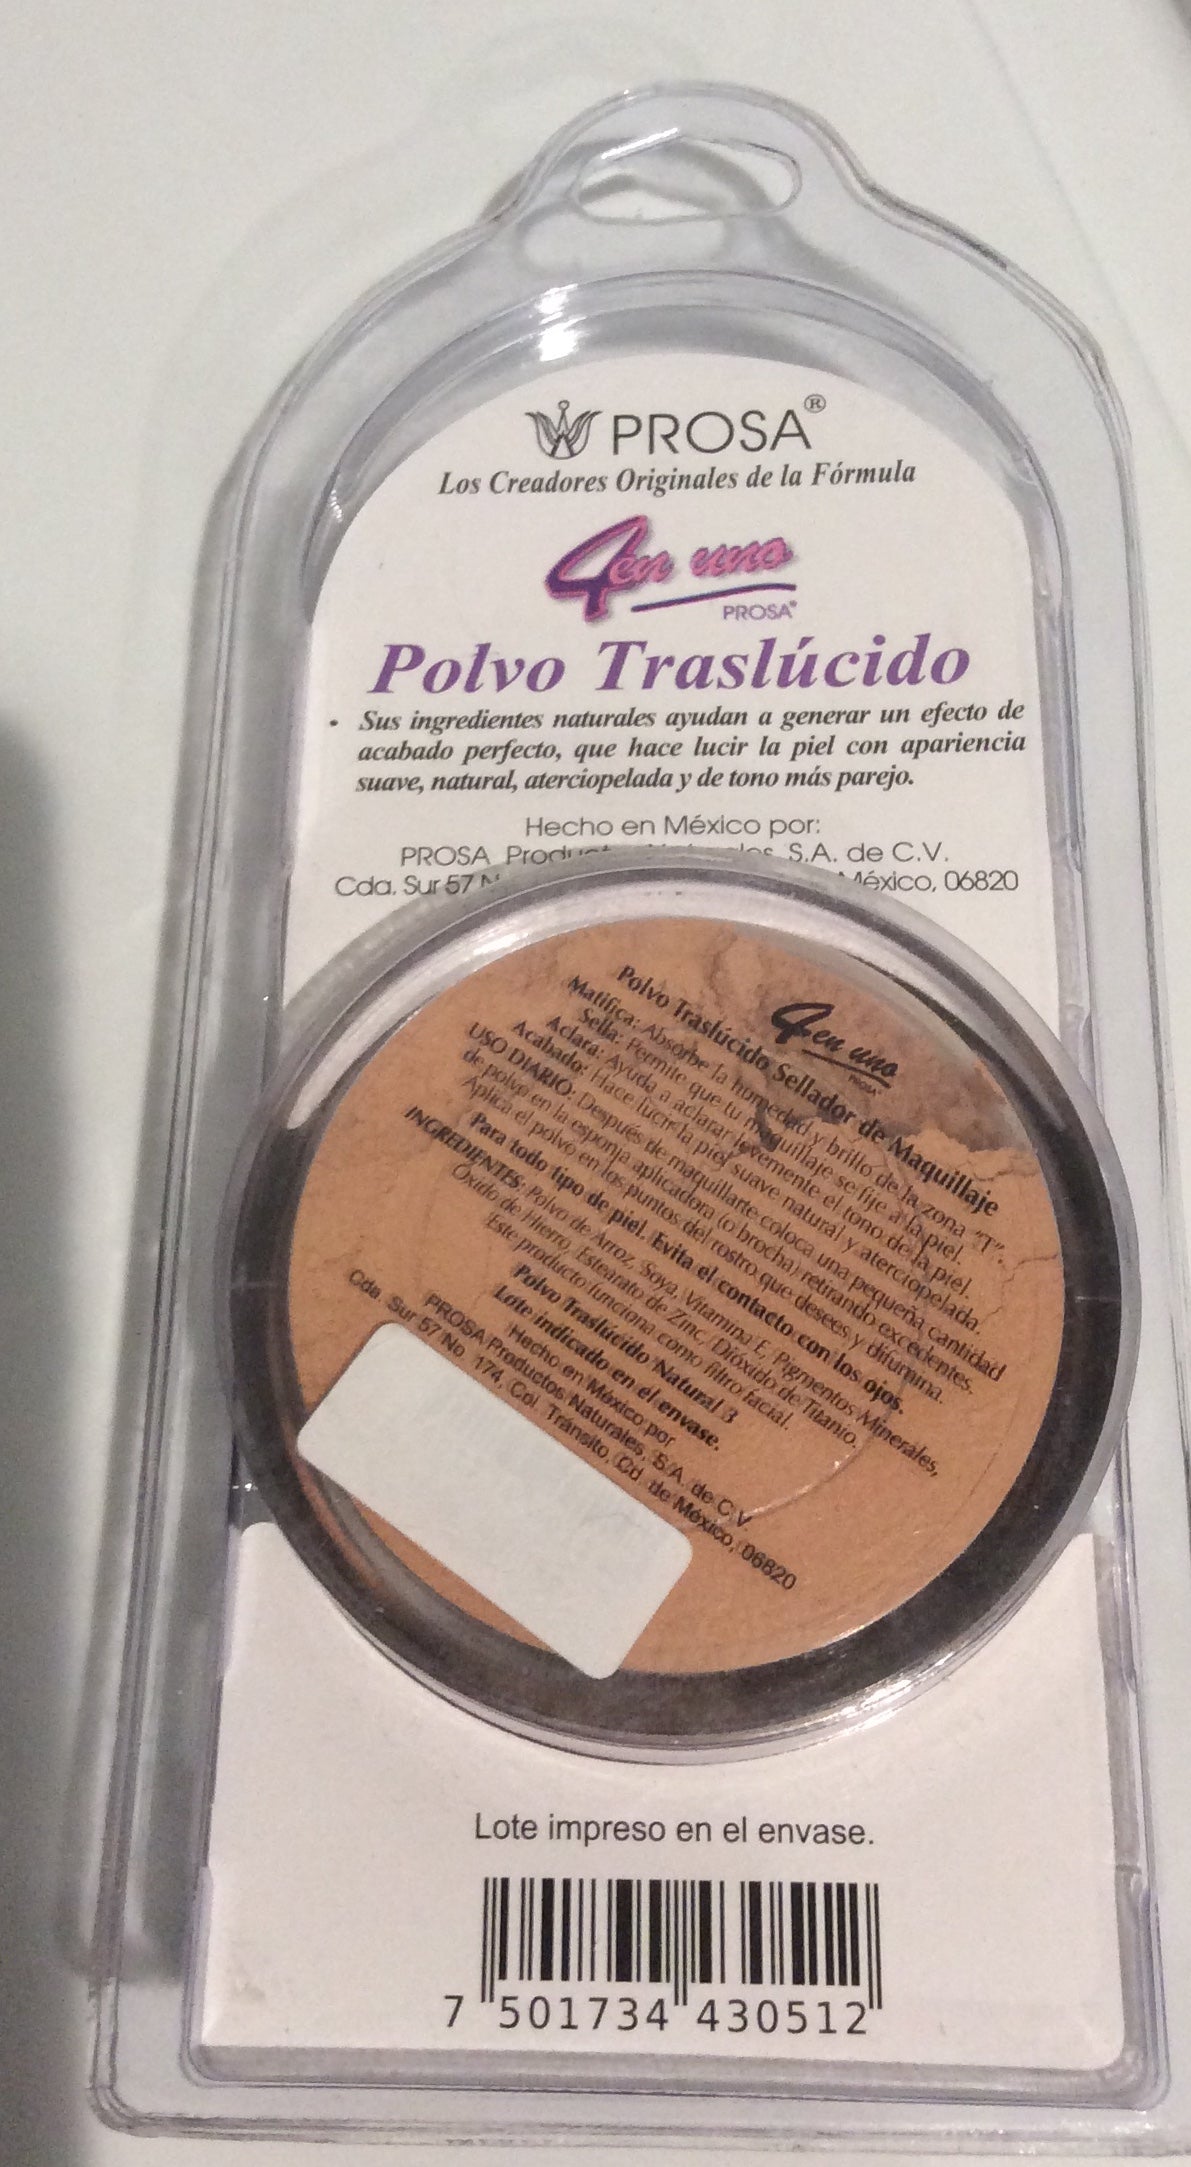 PROSA®
Los Creadores Originales de la Fórmula
4 en uno
PROSA®
Polvo Traslúcido
• Sus ingredientes naturales ayudan a generar un efecto de
acabado perfecto, que hace lucir la piel con apariencia
suave, natural, aterciopelada y de tono más parejo.
Hecho en México por:
PROSA S.A. de C.V.
Cda. Sur 57 México, 06820
4 en uno
PROSA
Polvo Traslúcido Sellador de Maquillaje
Matifica: Absorbe la humedad y brillo de la zona "T".
Sella: Permite que tu maquillaje se fije a la piel.
Aclara: Ayuda a aclarar levemente el tono de la piel.
Acabado: Hace lucir la piel suave natural y aterciopelada.
USO DIARIO: Después de maquillarte coloca una pequeña cantidad
de polvo en la esponja aplicadora (o brocha) retirando excedentes.
Aplica el polvo en los puntos del rostro que desees y difumina.
Para todo tipo de piel. Evita el contacto con los ojos.
INGREDIENTES: Polvo de Arroz, Soya, Vitamina E, Pigmentos Minerales,
Óxido de Hierro, Estearato de Zinc, Dióxido de Titanio.
Este producto funciona como filtro facial.
Polvo Traslúcido Natural 3
Lote indicado en el envase.
Hecho en México por
PROSA Productos Naturales, S.A. de C.V.
Cda. Sur 57 No. 174, Col. Tránsito, Cd. de México, 06820
Lote impreso en el envase.
7 501734 430512